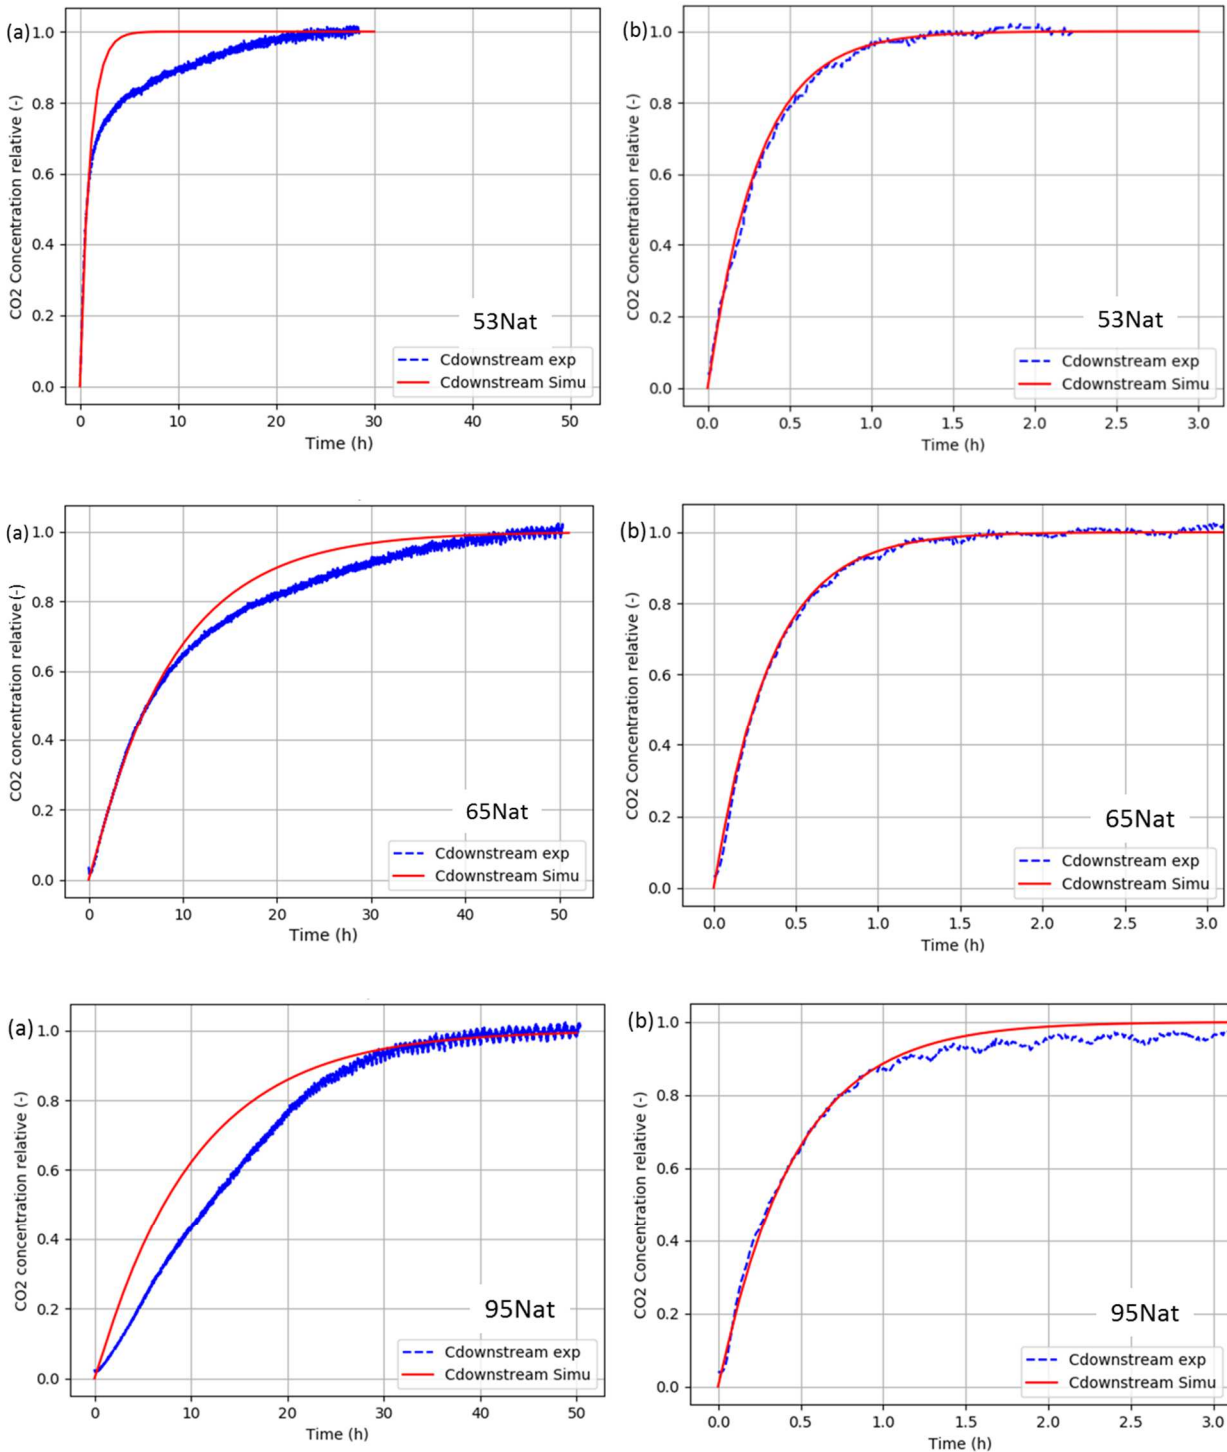 (a)
CO2 Concentration relative (-)
1.0
0.8
0.6
0.4
0.2
0.0
53Nat
Cdownstream exp
Cdownstream Simu
0 10 20 30 40 50
Time (h)
(b)
CO2 Concentration relative (-)
1.0
0.8
0.6
0.4
0.2
0.0
53Nat
Cdownstream exp
Cdownstream Simu
0.0 0.5 1.0 1.5 2.0 2.5 3.0
Time (h)
(a)
CO2 concentration relative (-)
1.0
0.8
0.6
0.4
0.2
0.0
65Nat
Cdownstream exp
Cdownstream Simu
0 10 20 30 40 50
Time (h)
(b)
CO2 Concentration relative (-)
1.0
0.8
0.6
0.4
0.2
0.0
65Nat
Cdownstream exp
Cdownstream Simu
0.0 0.5 1.0 1.5 2.0 2.5 3.0
Time (h)
(a)
CO2 concentration relative (-)
1.0
0.8
0.6
0.4
0.2
0.0
95Nat
Cdownstream exp
Cdownstream Simu
0 10 20 30 40 50
Time (h)
(b)
CO2 Concentration relative (-)
1.0
0.8
0.6
0.4
0.2
0.0
95Nat
Cdownstream exp
Cdownstream Simu
0.0 0.5 1.0 1.5 2.0 2.5 3.0
Time (h)